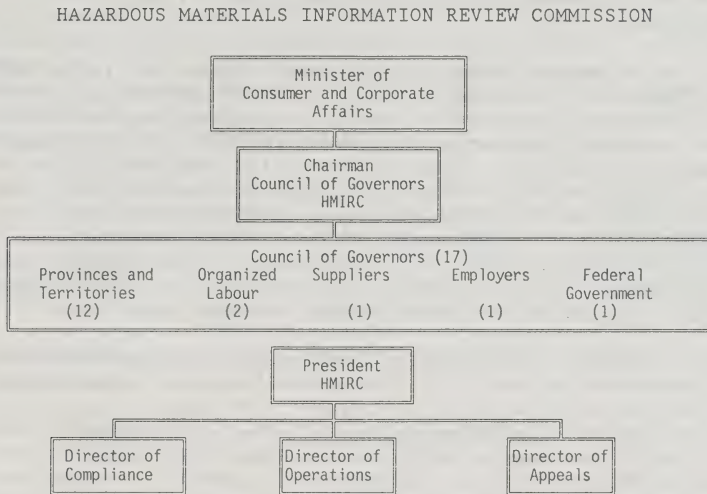 HAZARDOUS MATERIALS INFORMATION REVIEW COMMISSION
Minister of
Consumer and Corporate
Affairs
Chairman
Council of Governors
HMIRC
Council of Governors (17)
Provinces and
Territories
(12)
Organized
Labour
(2)
Suppliers
(1)
Employers
(1)
Federal
Government
(1)
President
HMIRC
Director of
Compliance
Director of
Operations
Director of
Appeals